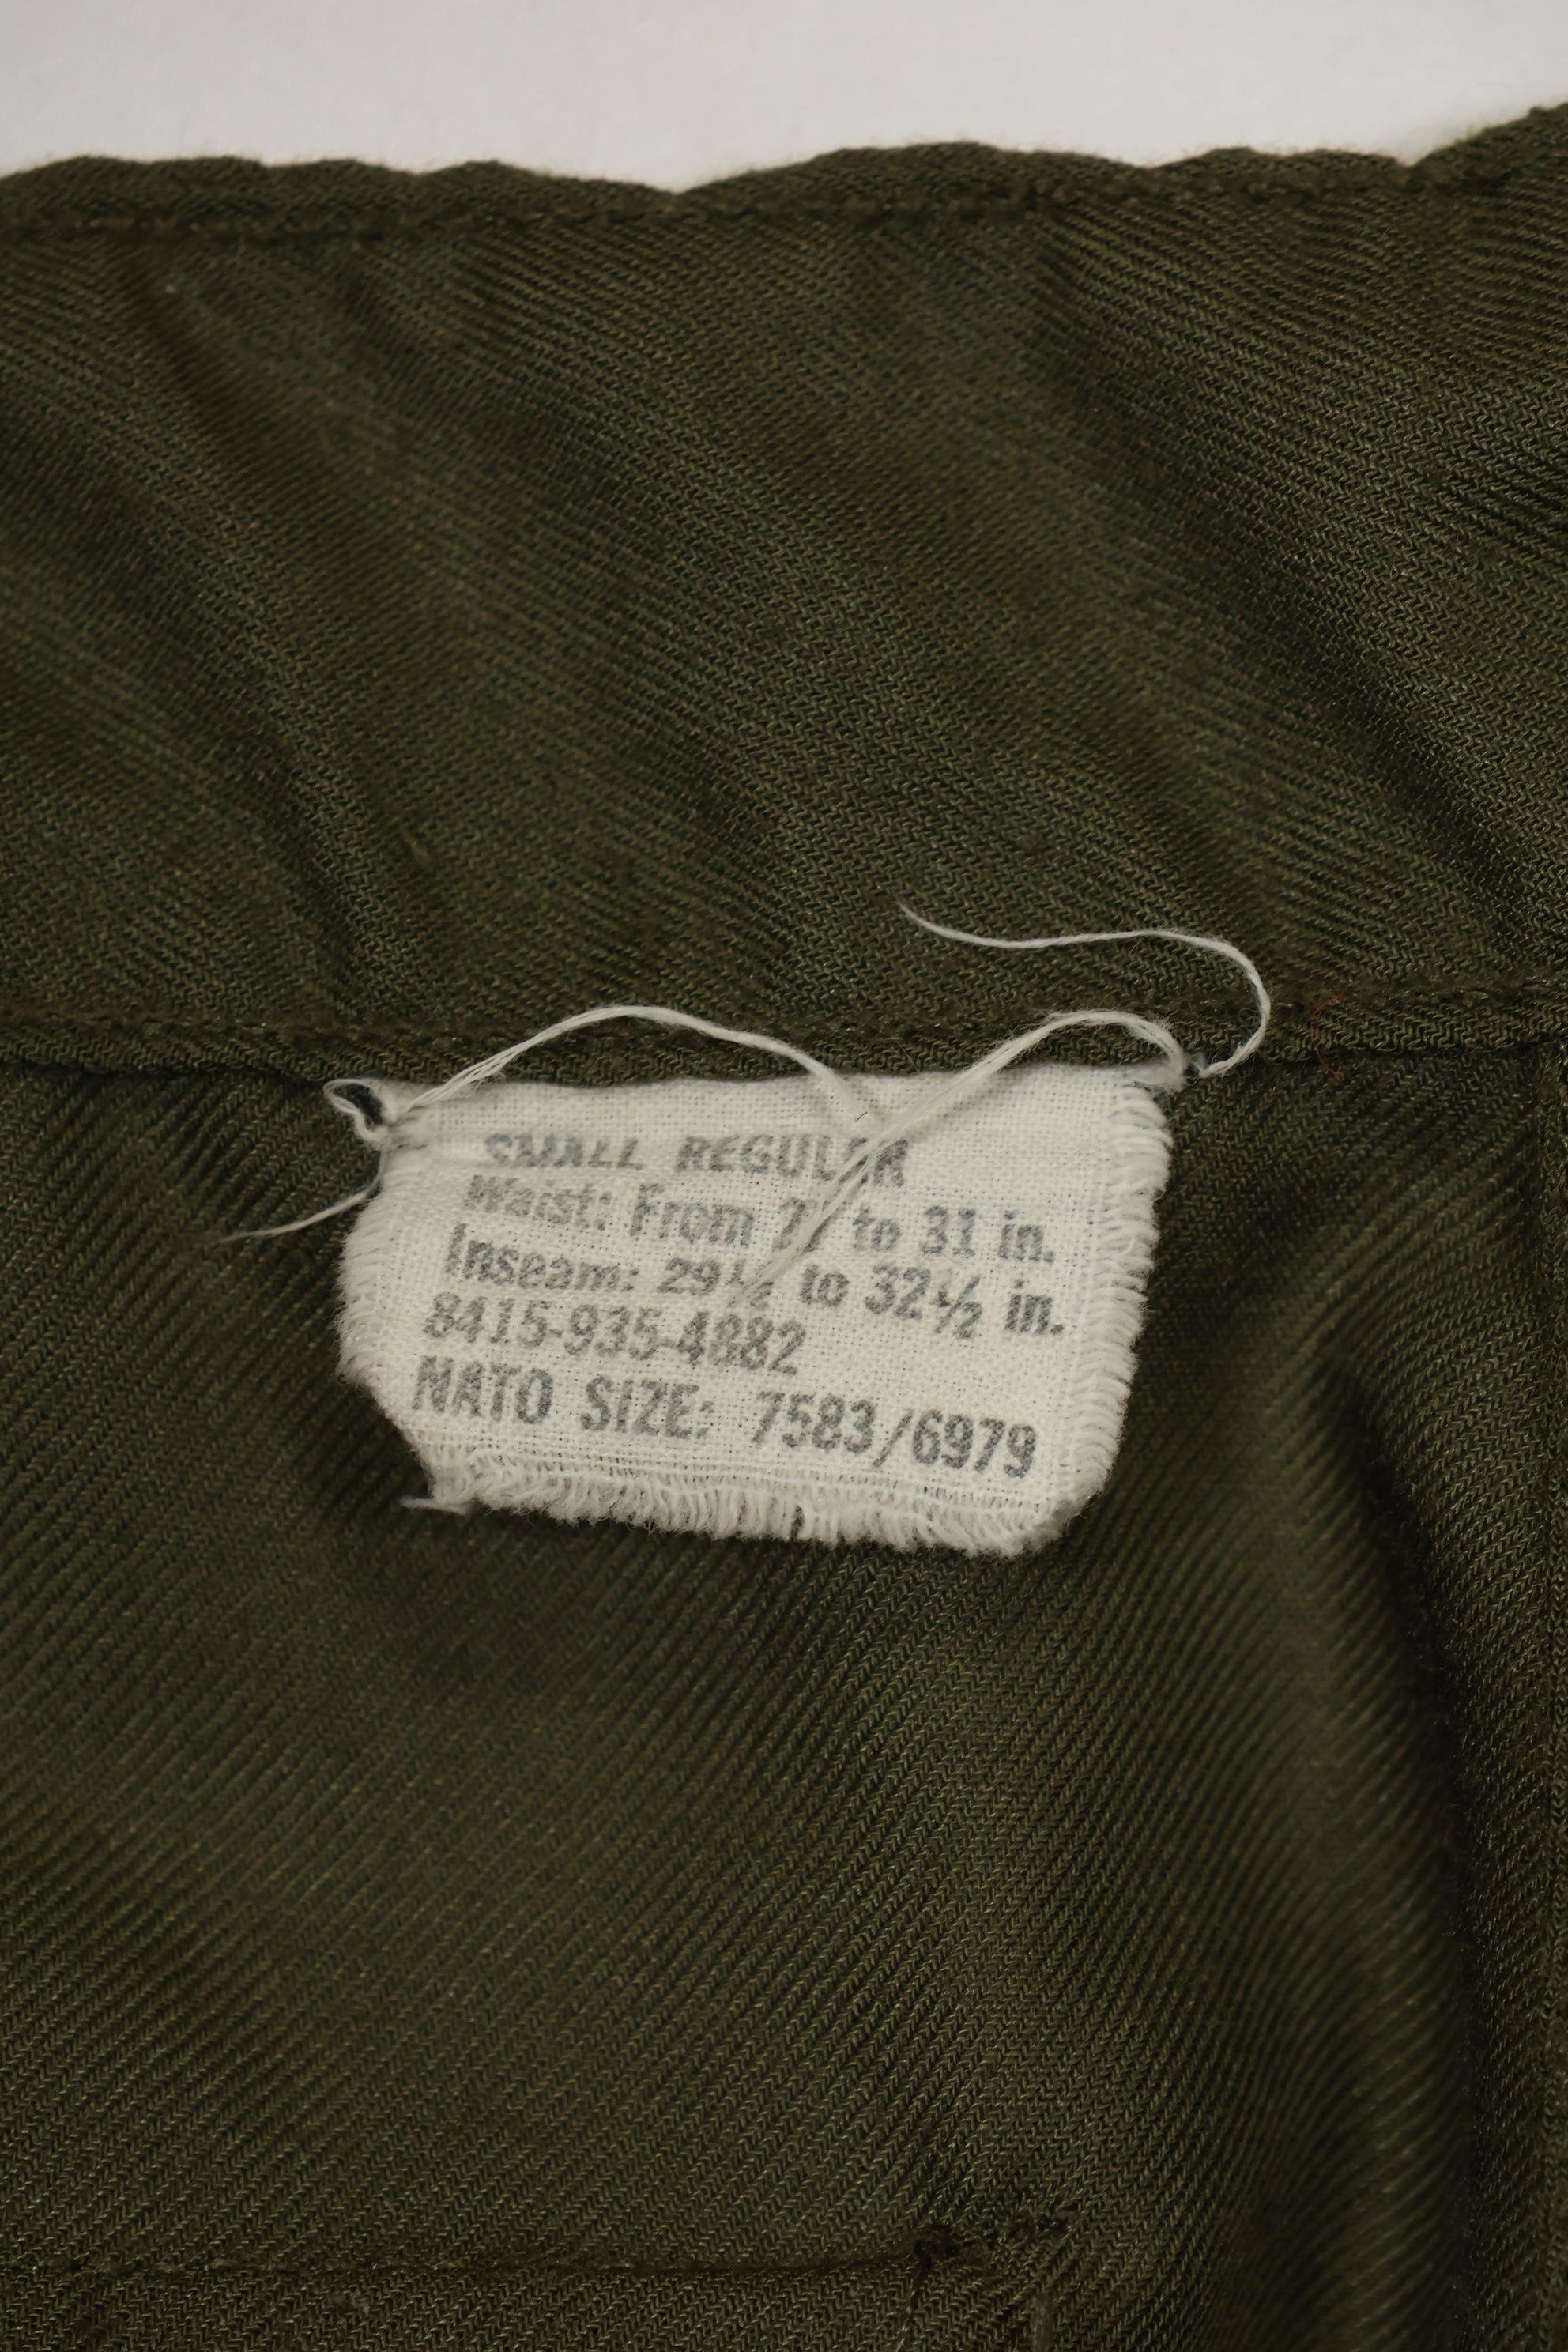 SMALL REGULAR
Waist: From to 31 in.
Inseam: 29½ to 32½ in.
8415-935-4882
NATO SIZE: 7583/6979